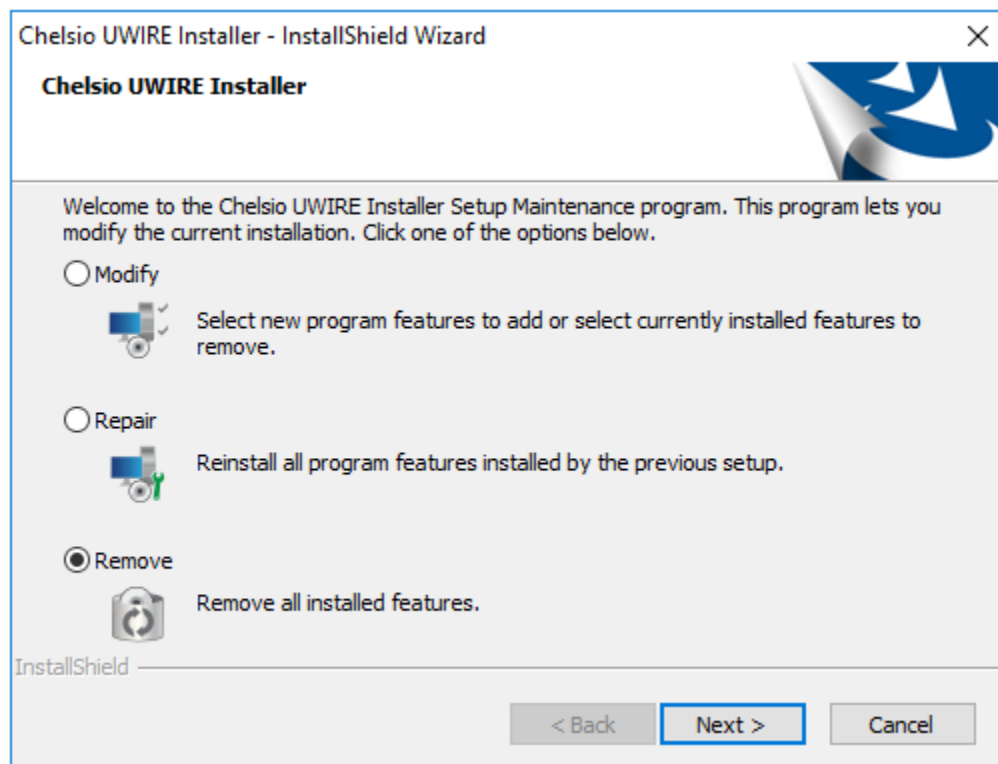 Chelsio UWIRE Installer - InstallShield Wizard
Chelsio UWIRE Installer
Welcome to the Chelsio UWIRE Installer Setup Maintenance program. This program lets you
modify the current installation. Click one of the options below.
Modify
Select new program features to add or select currently installed features to
remove.
Repair
Reinstall all program features installed by the previous setup.
Remove
Remove all installed features.
InstallShield
< Back
Next >
Cancel